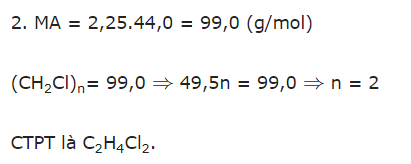 2. MA = 2,25.44,0 = 99,0 (g/mol)
(CH₂Cl)ₙ= 99,0 ⇒ 49,5n = 99,0 ⇒ n = 2
CTPT là C₂H₄Cl₂.